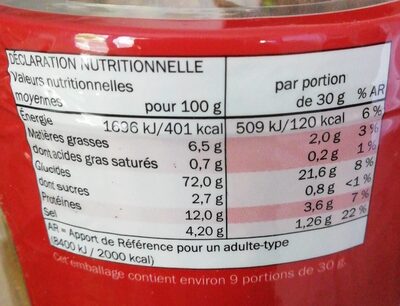 DÉCLARATION NUTRITIONNELLE
Valeurs nutritionnelles
moyennes pour 100 g par portion de 30 g % AR
Énergie 1696 kJ/401 kcal 509 kJ/120 kcal 6 %
Matières grasses 6,5 g 2,0 g 3 %
dont acides gras saturés 0,7 g 0,2 g 1 %
Glucides 72,0 g 21,6 g 8 %
dont sucres 2,7 g 0,8 g <1 %
Protéines 12,0 g 3,6 g 7 %
Sel 4,20 g 1,26 g 22 %
AR = Apport de Référence pour un adulte-type
(8400 kJ / 2000 kcal)
Cet emballage contient environ 9 portions de 30 g.